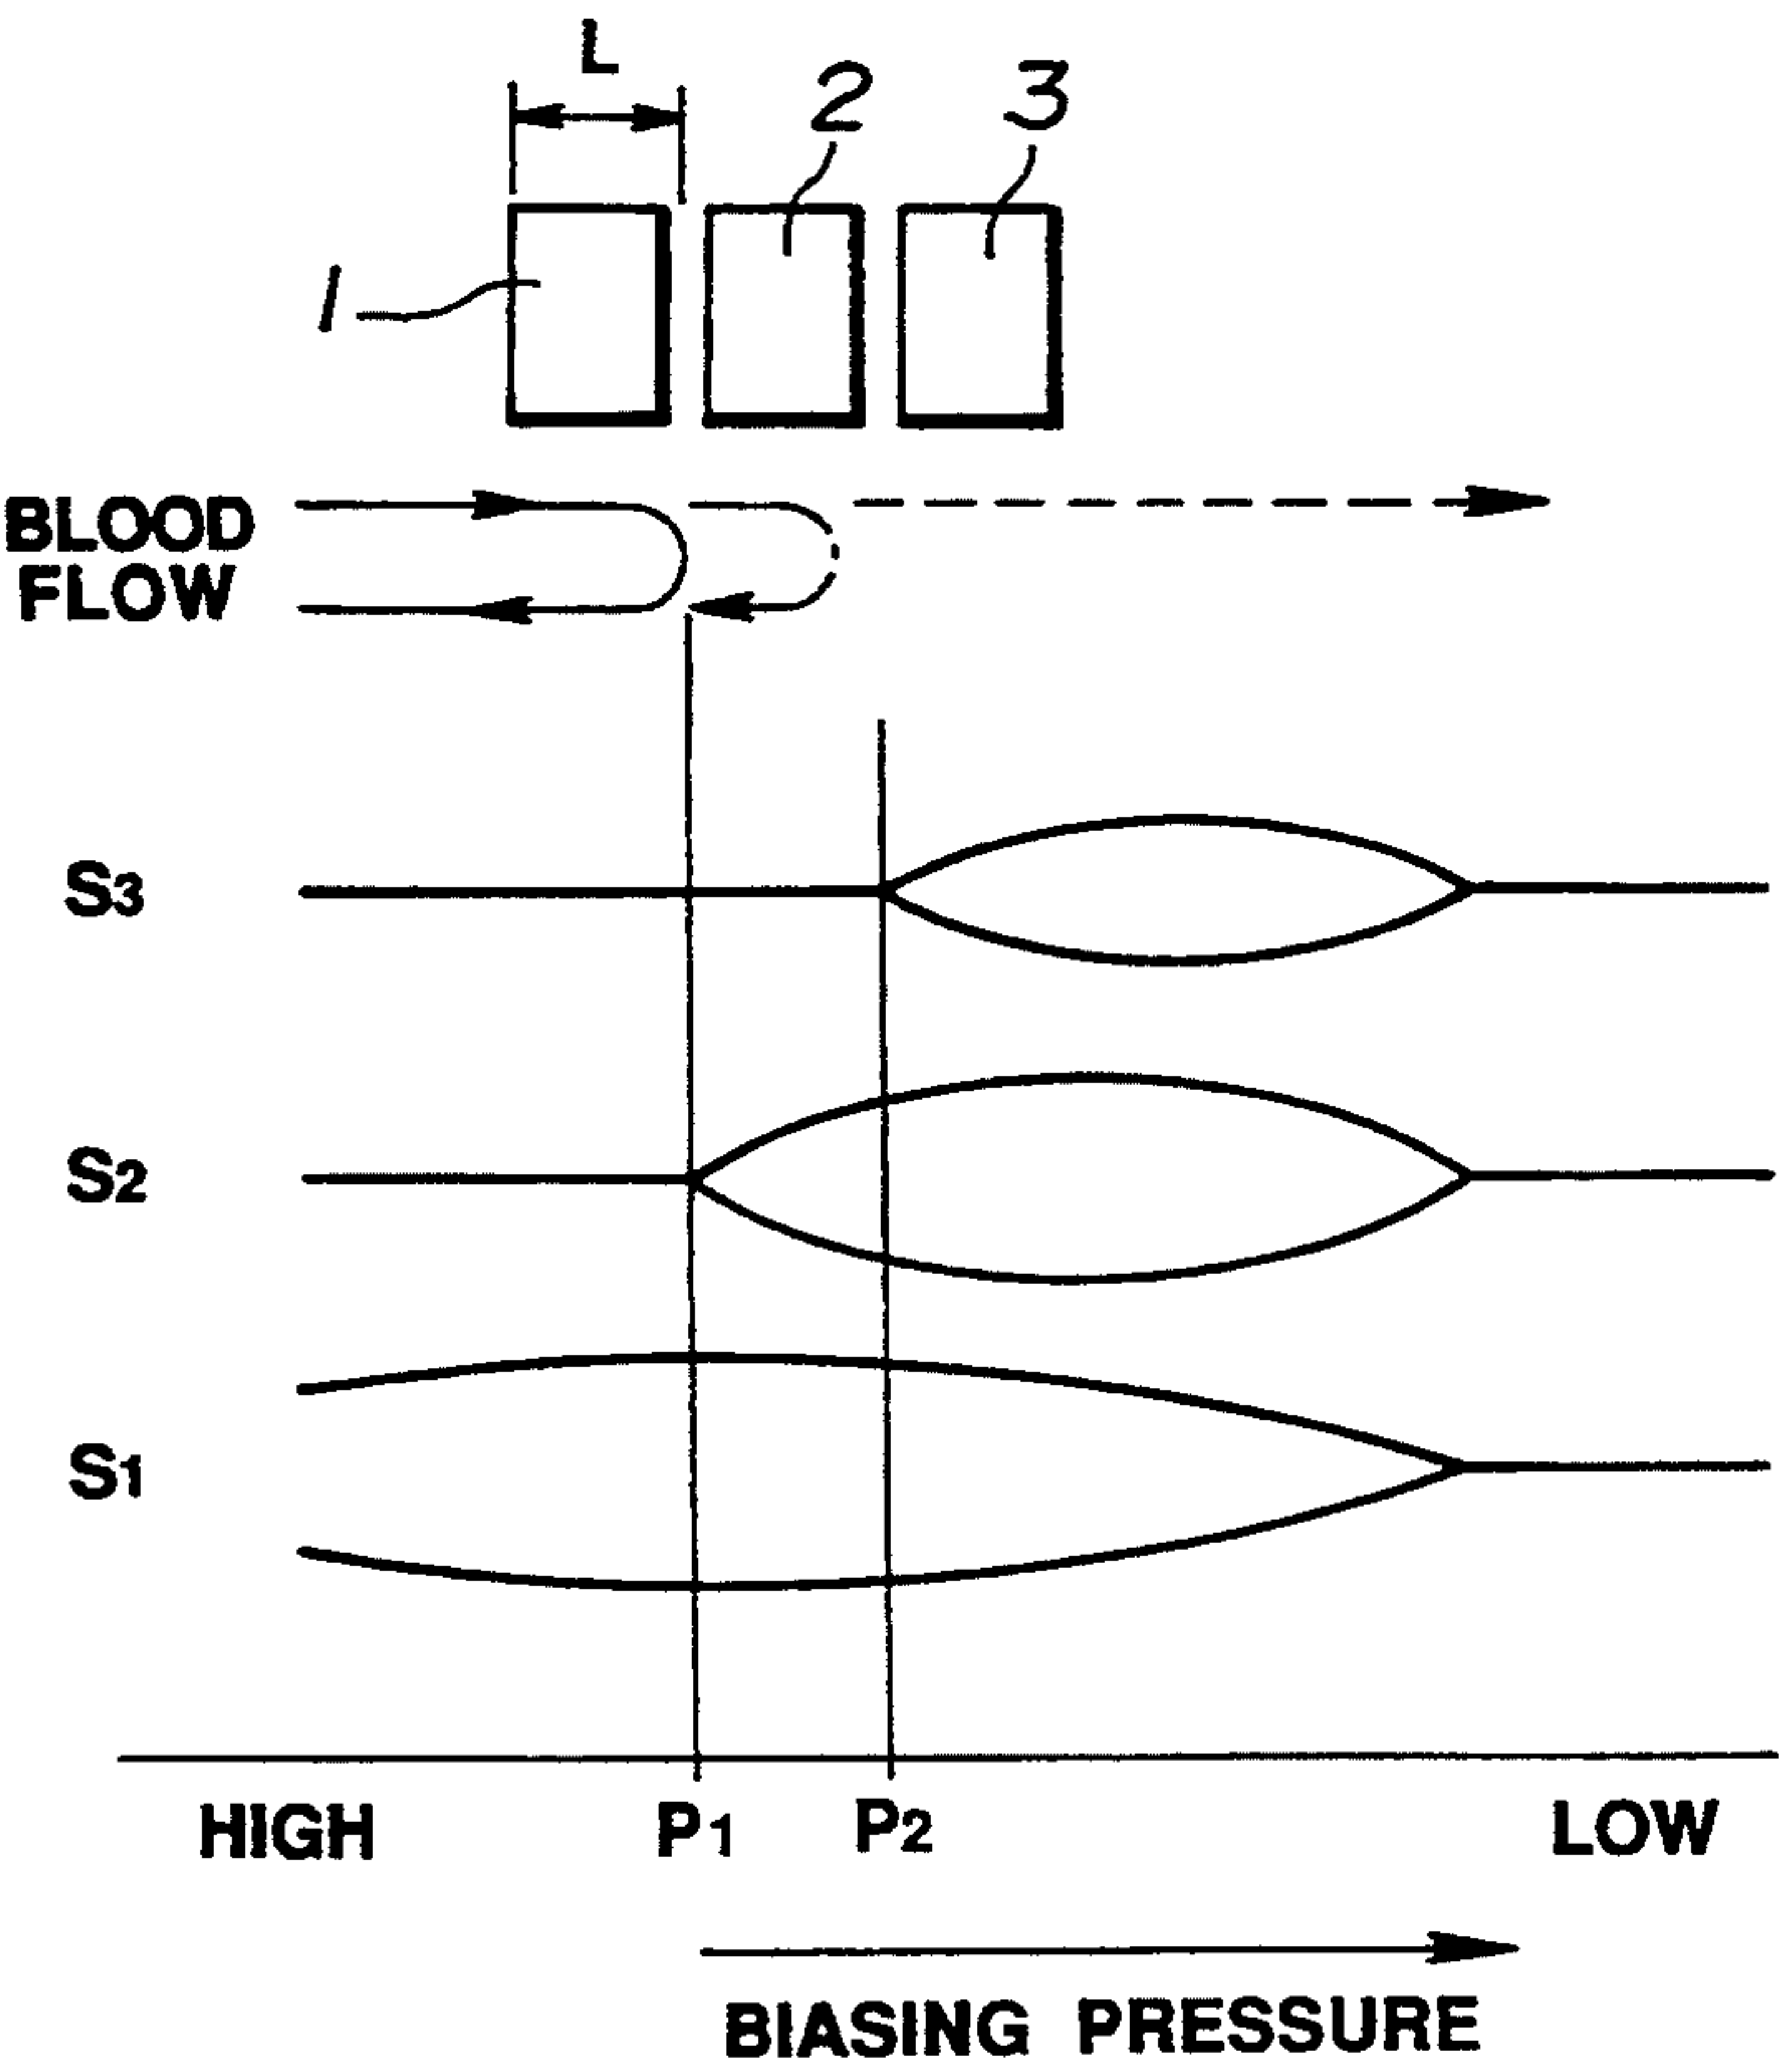 L
2 3
1
BLOOD
FLOW
S3
S2
S1
HIGH P1 P2 LOW
BIASING PRESSURE